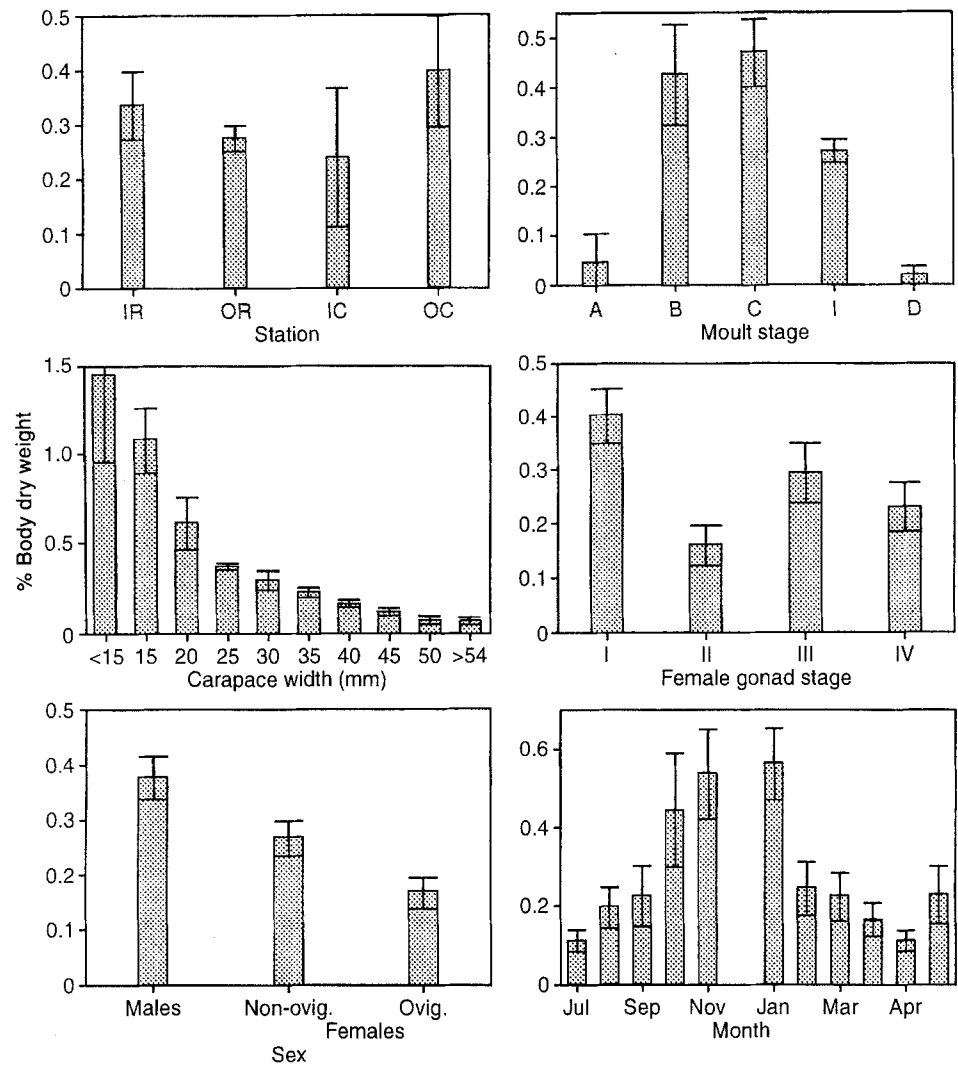 0.5
0.4
0.3
0.2
0.1
0
IR OR IC OC
Station
0.5
0.4
0.3
0.2
0.1
0
A B C I D
Moult stage
% Body dry weight
1.5
1.0
0.5
0
<15 15 20 25 30 35 40 45 50 >54
Carapace width (mm)
0.5
0.4
0.3
0.2
0.1
0
I II III IV
Female gonad stage
0.5
0.4
0.3
0.2
0.1
0
Males Non-ovig. Ovig.
Females
Sex
0.6
0.4
0.2
0
Jul Sep Nov Jan Mar Apr
Month